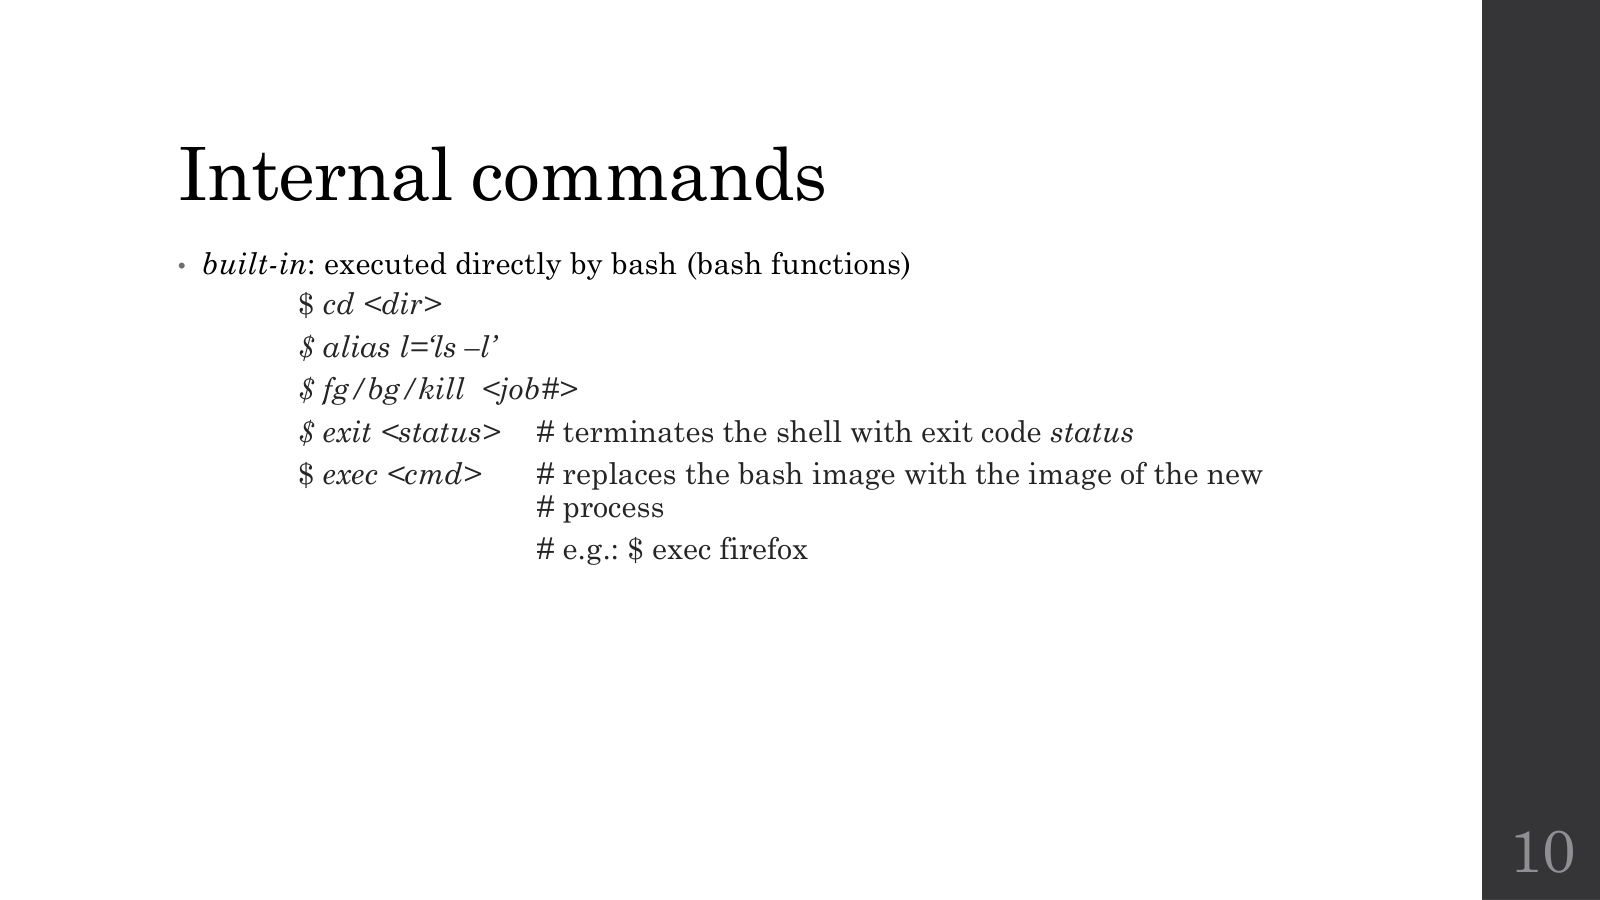 Internal commands
• built-in: executed directly by bash (bash functions)
$ cd <dir>
$ alias l=‘ls –l’
$ fg/bg/kill <job#>
$ exit <status> # terminates the shell with exit code status
$ exec <cmd> # replaces the bash image with the image of the new
# process
# e.g.: $ exec firefox
10